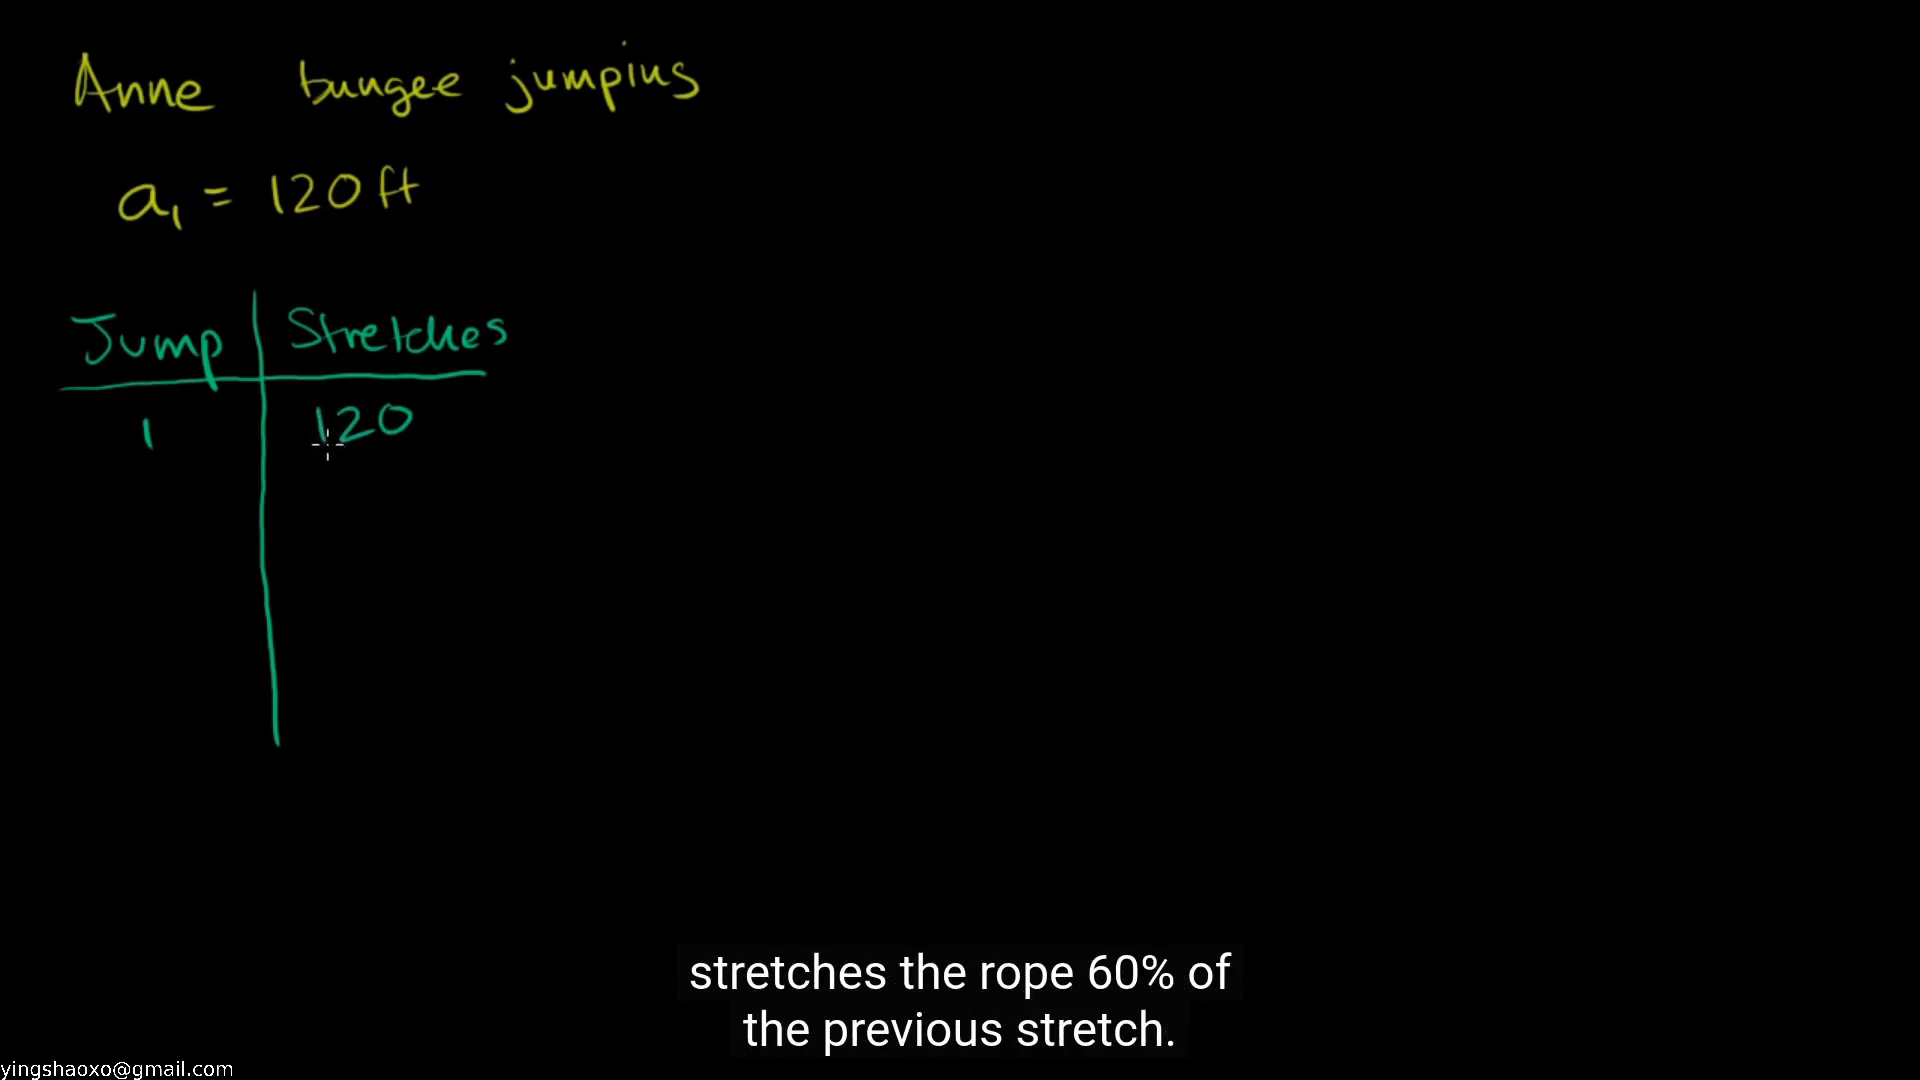 Anne bungee jumping
a₁ = 120 ft
Jump Stretches
1 120
stretches the rope 60% of
the previous stretch.
yingshaoxo@gmail.com